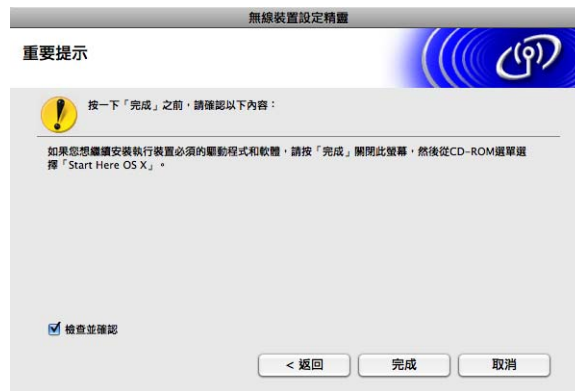 無線裝置設定精靈
重要提示
按一下「完成」之前，請確認以下內容：
如果您想繼續安裝執行裝置必須的驅動程式和軟體，請按「完成」關閉此螢幕，然後從CD-ROM選單選
擇「Start Here OS X」。
檢查並確認
< 返回
完成
取消